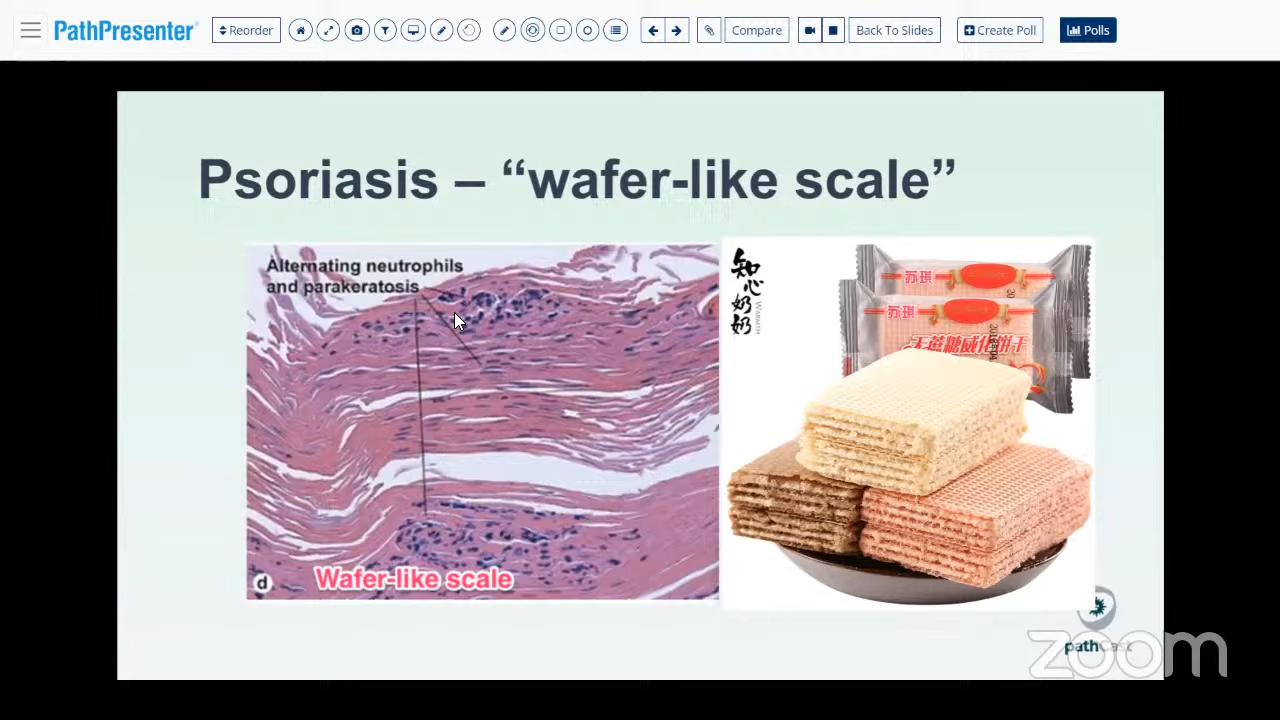 PathPresenter
Reorder
Compare
Back To Slides
Create Poll
Polls
Psoriasis – “wafer-like scale”
Alternating neutrophils
and parakeratosis
d
Wafer-like scale
知心奶奶
苏琪
苏琪
无蔗糖威化饼干
pathCast
zoom